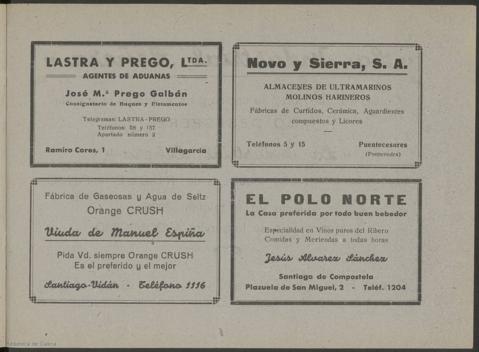 LASTRA Y PREGO, LTDA.
AGENTES DE ADUANAS
José M.ª Prego Galbán
Consignatario de Buques y Fletamentos
Telegramas: LASTRA-PREGO
Teléfonos 58 y 157
Apartado número 2
Ramiro Cores, 1 Villagarcía
Novo y Sierra, S. A.
ALMACENES DE ULTRAMARINOS
MOLINOS HARINEROS
Fábricas de Curtidos, Cerámica, Aguardientes
compuestos y Licores
Teléfonos 5 y 15 Puentecesures
(Pontevedra)
Fábrica de Gaseosas y Agua de Seltz
Orange CRUSH
Viuda de Manuel Espiña
Pida Vd. siempre Orange CRUSH
Es el preferido y el mejor
Santiago-Vidán - Teléfono 1116
EL POLO NORTE
La Casa preferida por todo buen bebedor
Especialidad en Vinos puros del Ribero
Comidas y Meriendas a todas horas
Jesús Alvarez Sánchez
Santiago de Compostela
Plazuela de San Miguel, 2 - Teléf. 1204
Biblioteca de Galicia